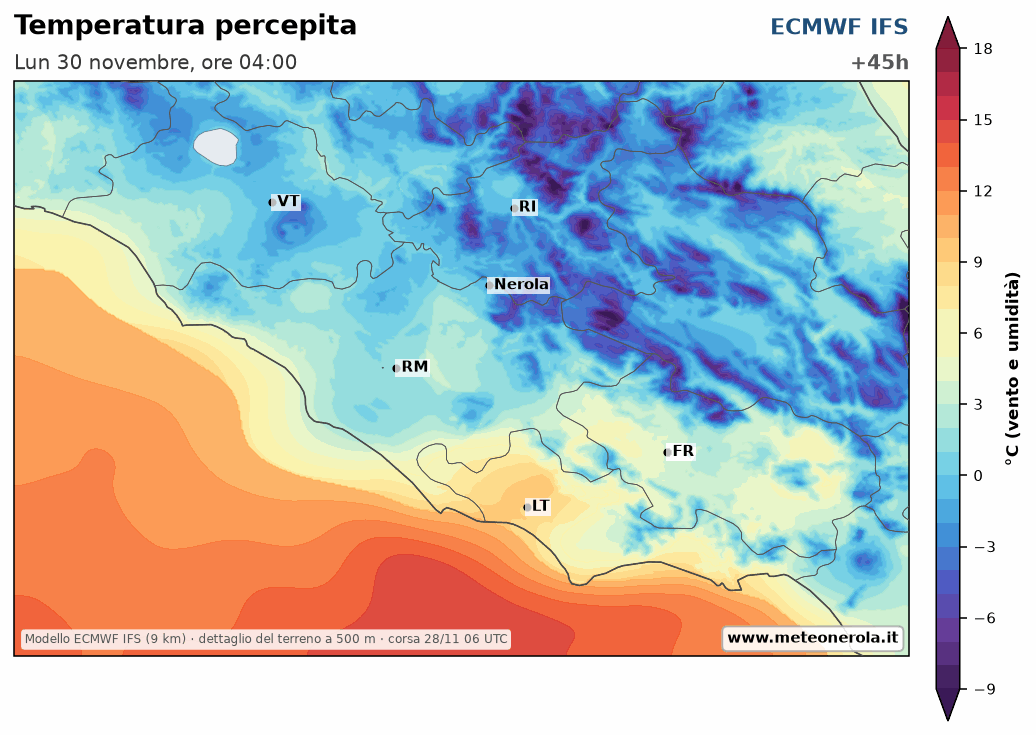 Temperatura percepita
ECMWF IFS
Lun 30 novembre, ore 04:00
+45h
VT
RI
Nerola
RM
FR
LT
Modello ECMWF IFS (9 km) · dettaglio del terreno a 500 m · corsa 28/11 06 UTC
www.meteonerola.it
18
15
12
9
6
3
0
−3
−6
−9
°C (vento e umidità)